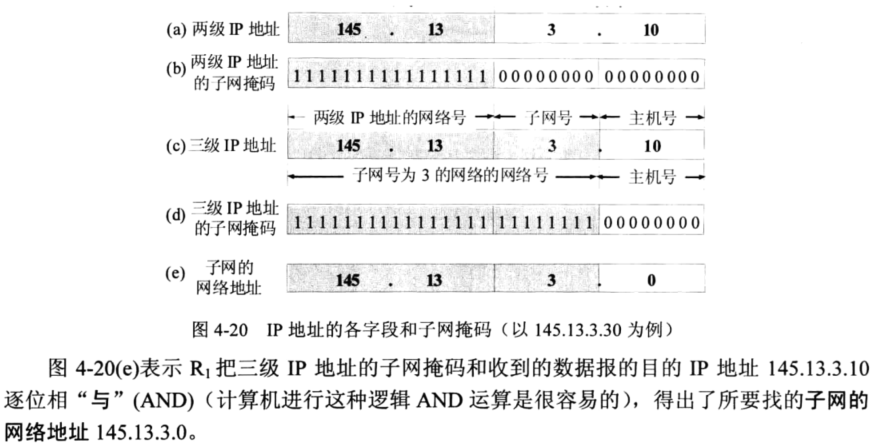 (a) 两级 IP 地址 145 . 13 3 . 10
(b) 两级 IP 地址
的子网掩码 1111111111111111 00000000 00000000
两级 IP 地址的网络号 子网号 主机号
(c) 三级 IP 地址 145 . 13 3 . 10
子网号为 3 的网络的网络号 主机号
(d) 三级 IP 地址
的子网掩码 1111111111111111 11111111 00000000
(e) 子网的
网络地址 145 . 13 3 . 0
图 4-20 IP 地址的各字段和子网掩码（以 145.13.3.30 为例）
图 4-20(e)表示 R1 把三级 IP 地址的子网掩码和收到的数据报的目的 IP 地址 145.13.3.10
逐位相“与”(AND)（计算机进行这种逻辑 AND 运算是很容易的），得出了所要找的子网的
网络地址 145.13.3.0。